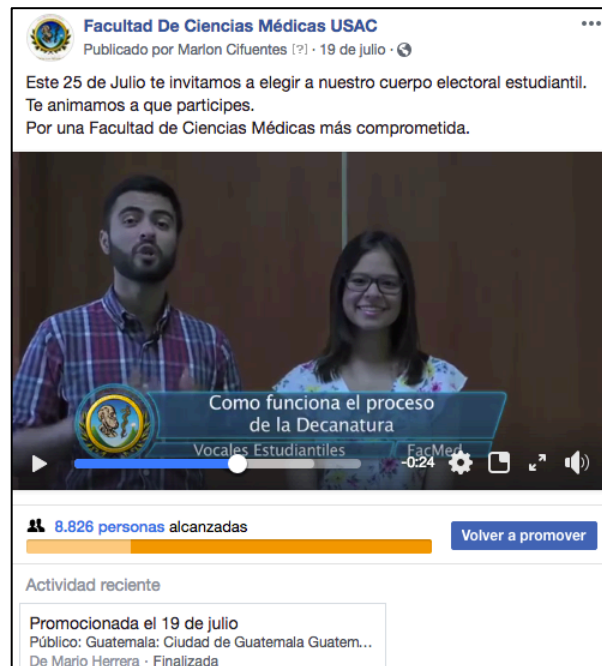 Facultad De Ciencias Médicas USAC
Publicado por Marlon Cifuentes [?] · 19 de julio ·
Este 25 de Julio te invitamos a elegir a nuestro cuerpo electoral estudiantil.
Te animamos a que participes.
Por una Facultad de Ciencias Médicas más comprometida.
Como funciona el proceso
de la Decanatura
Vocales Estudiantiles FacMed
-0:24
8.826 personas alcanzadas
Volver a promover
Actividad reciente
Promocionada el 19 de julio
Público: Guatemala: Ciudad de Guatemala Guatem...
De Mario Herrera · Finalizada